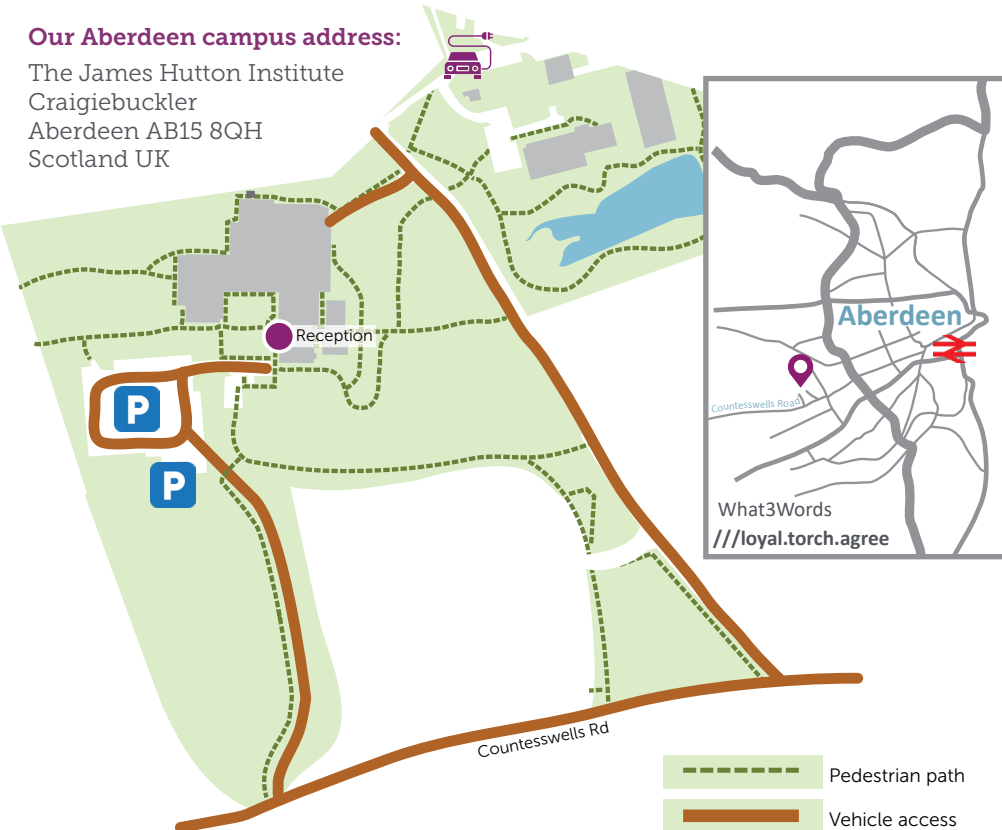 Our Aberdeen campus address:
The James Hutton Institute
Craigiebuckler
Aberdeen AB15 8QH
Scotland UK
Reception
P
P
Aberdeen
Countesswells Road
What3Words
///loyal.torch.agree
Countesswells Rd
Pedestrian path
Vehicle access